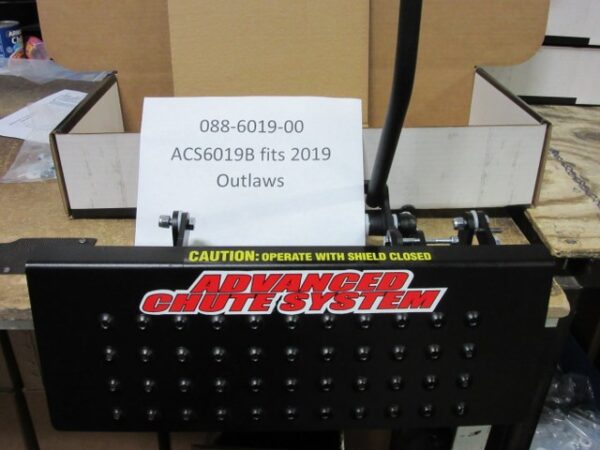 088-6019-00
ACS6019B fits 2019
Outlaws
CAUTION: OPERATE WITH SHIELD CLOSED
ADVANCED
CHUTE SYSTEM